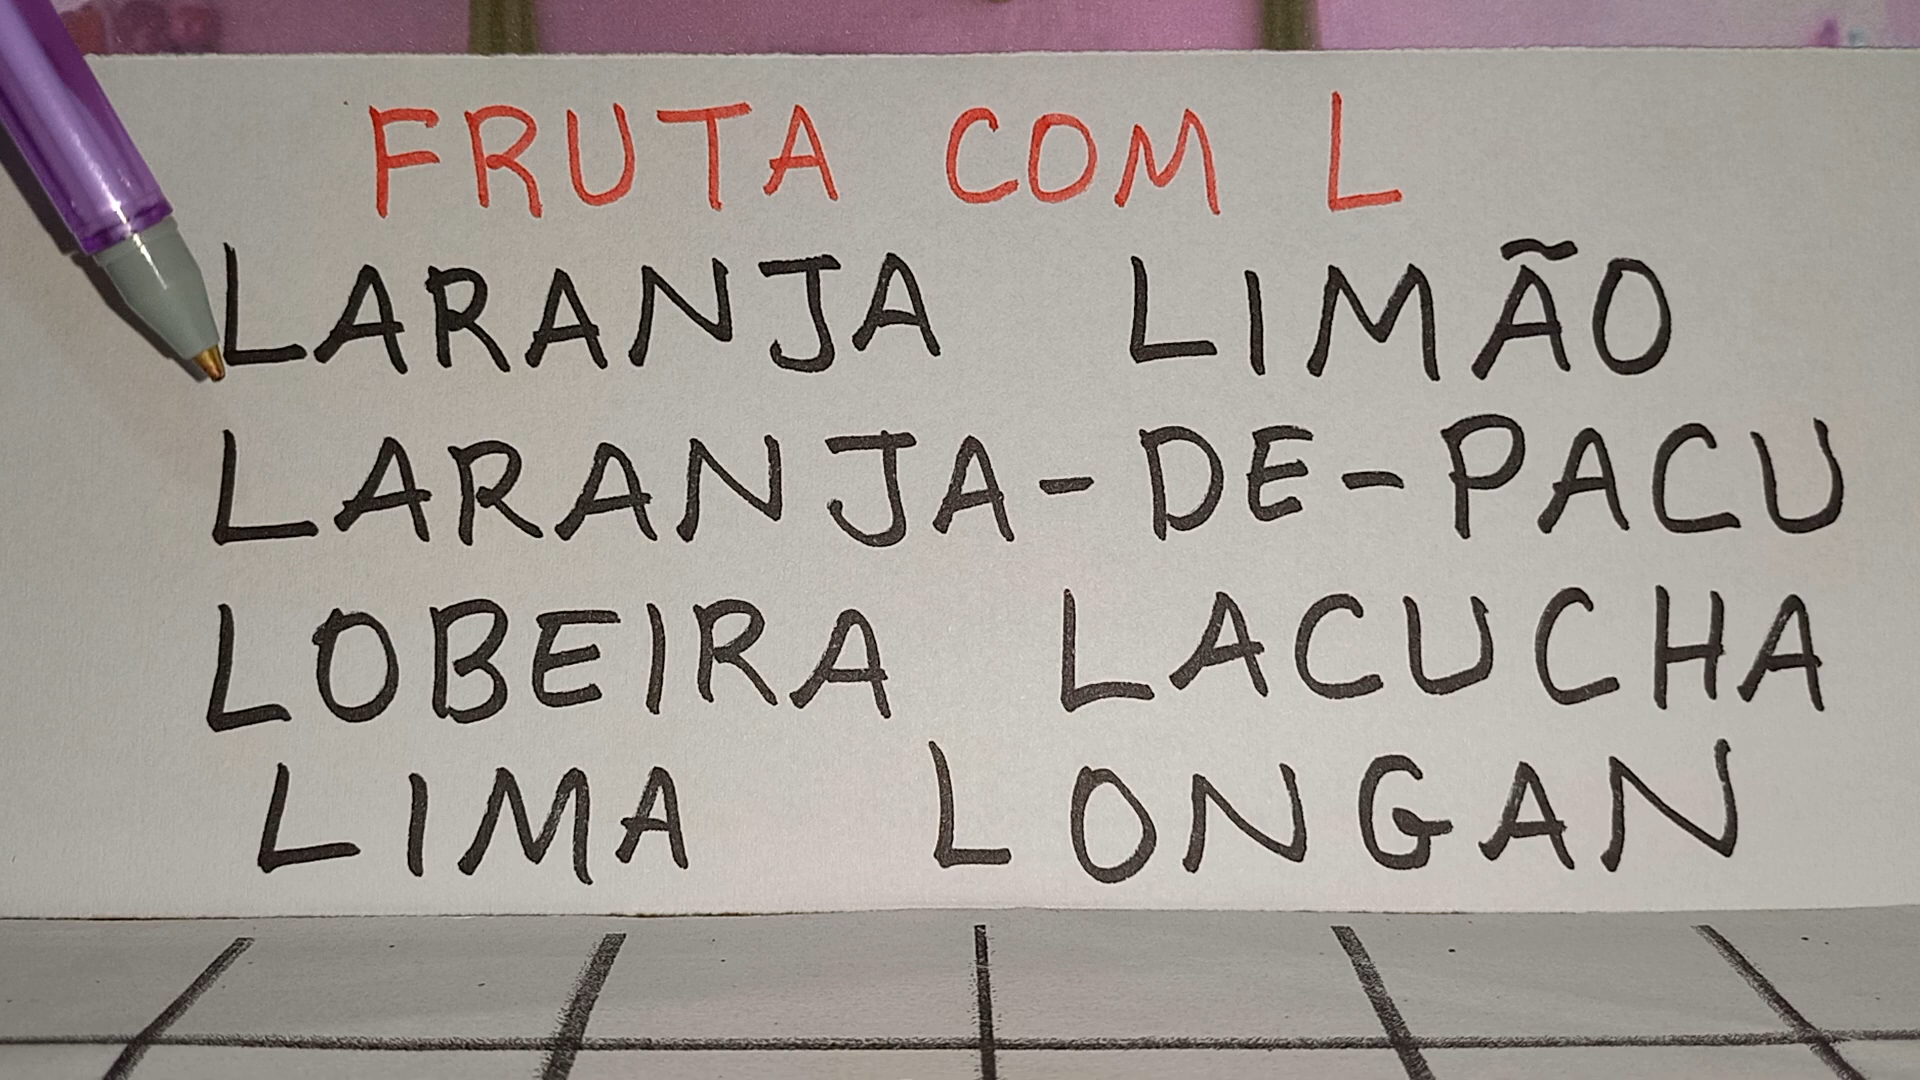 FRUTA COM L
LARANJA LIMÃO
LARANJA-DE-PACU
LOBEIRA LACUCHA
LIMA LONGAN